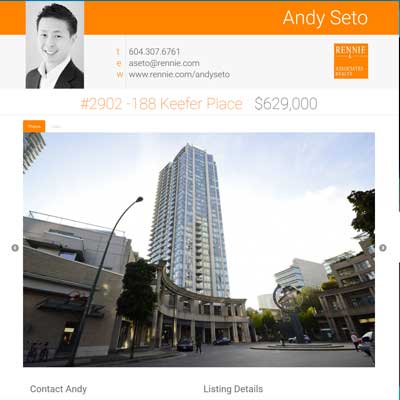 Andy Seto
t 604.307.6761
e aseto@rennie.com
w www.rennie.com/andyseto
RENNIE
&
ASSOCIATES
REALTY
#2902 -188 Keefer Place $629,000
Photos
Contact Andy
Listing Details